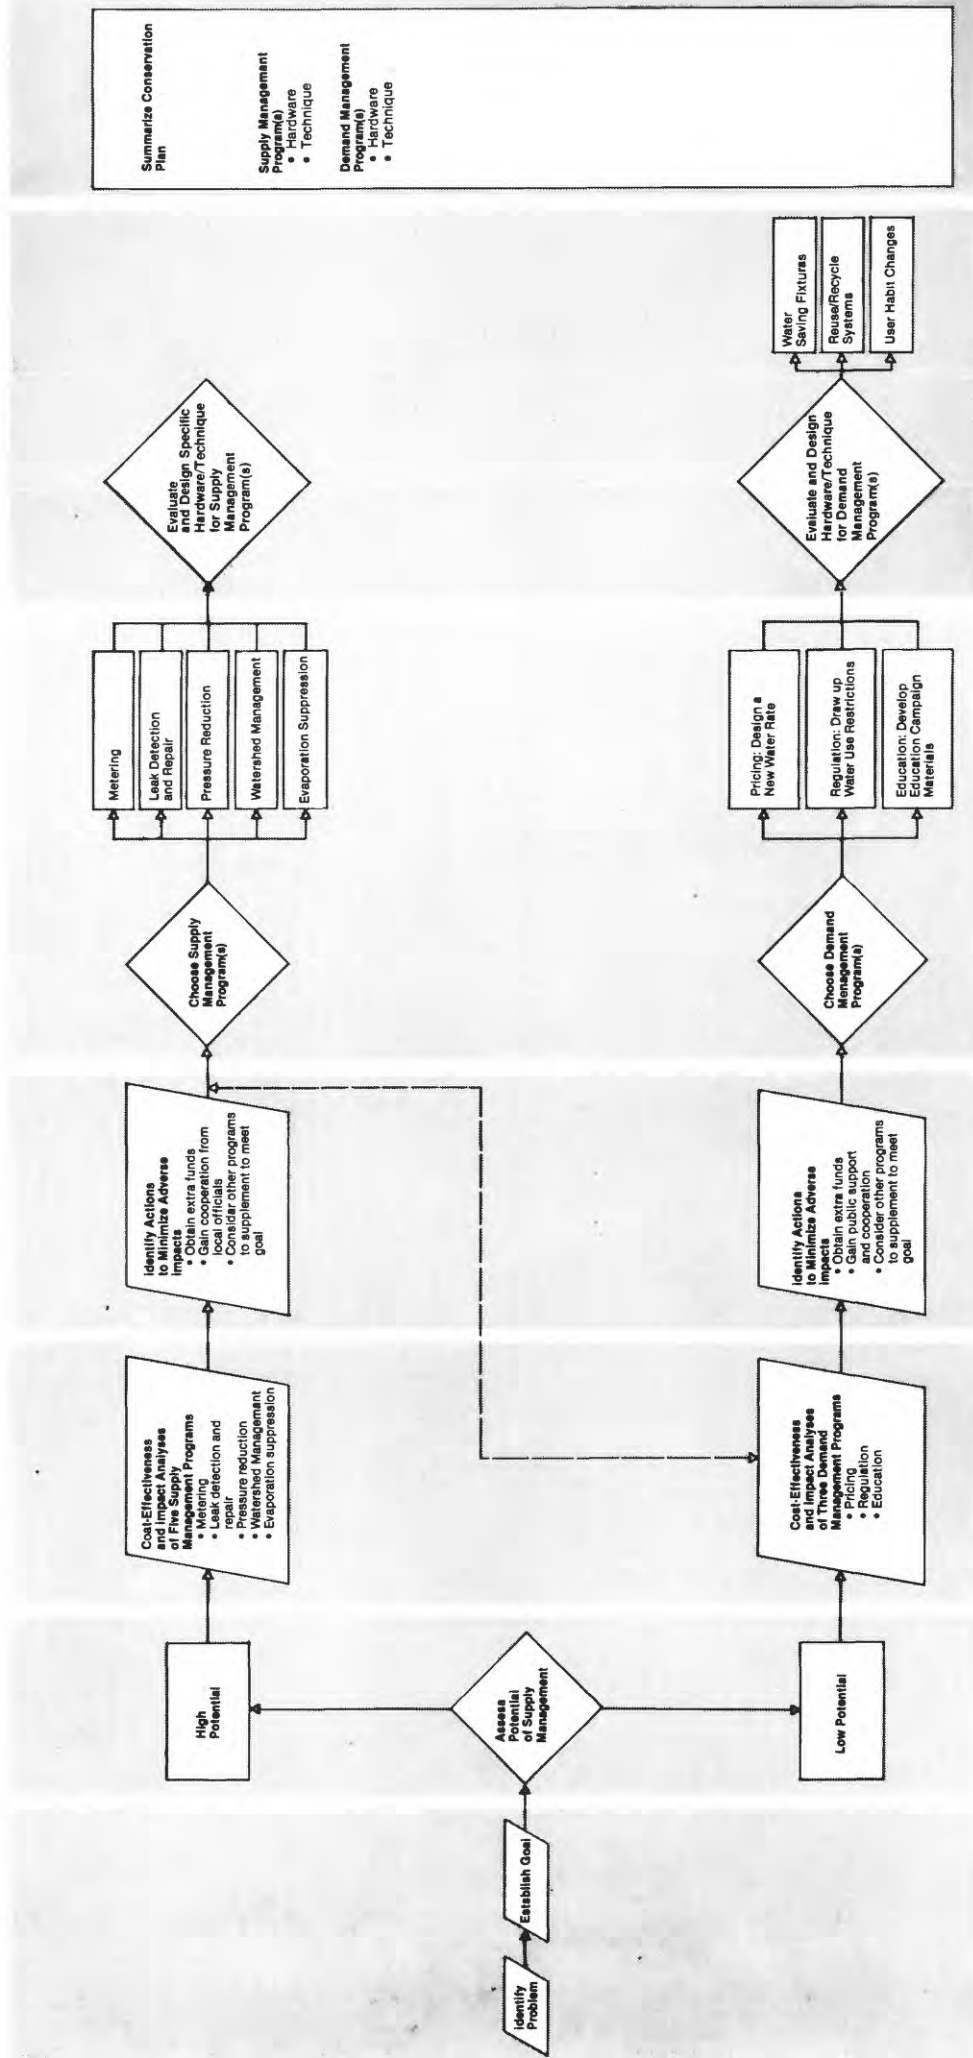 Identify
Problem
Establish Goal
Assess
Potential
of Supply
Management
High
Potential
Low Potential
Cost-Effectiveness
and Impact Analyses
of Five Supply
Management Programs
• Metering
• Leak detection and
repair
• Pressure reduction
• Watershed Management
• Evaporation suppression
Identify Actions
to Minimize Adverse
Impacts
• Obtain extra funds
• Gain cooperation from
local officials
• Consider other programs
to supplement to meet
goal
Choose Supply
Management
Program(s)
Metering
Leak Detection
and Repair
Pressure Reduction
Watershed Management
Evaporation Suppression
Evaluate
and Design Specific
Hardware/Technique
for Supply
Management
Program(s)
Cost-Effectiveness
and Impact Analyses
of Three Demand
Management Programs
• Pricing
• Regulation
• Education
Identify Actions
to Minimize Adverse
Impacts
• Obtain extra funds
• Gain public support
and cooperation
• Consider other programs
to supplement to meet
goal
Choose Demand
Management
Program(s)
Pricing: Design a
New Water Rate
Regulation: Draw up
Water Use Restrictions
Education: Develop
Education Campaign
Materials
Evaluate and Design
Hardware/Technique
for Demand
Management
Program(s)
Water
Saving Fixtures
Reuse/Recycle
Systems
User Habit Changes
Summarize Conservation
Plan
Supply Management
Program(s)
• Hardware
• Technique
Demand Management
Program(s)
• Hardware
• Technique